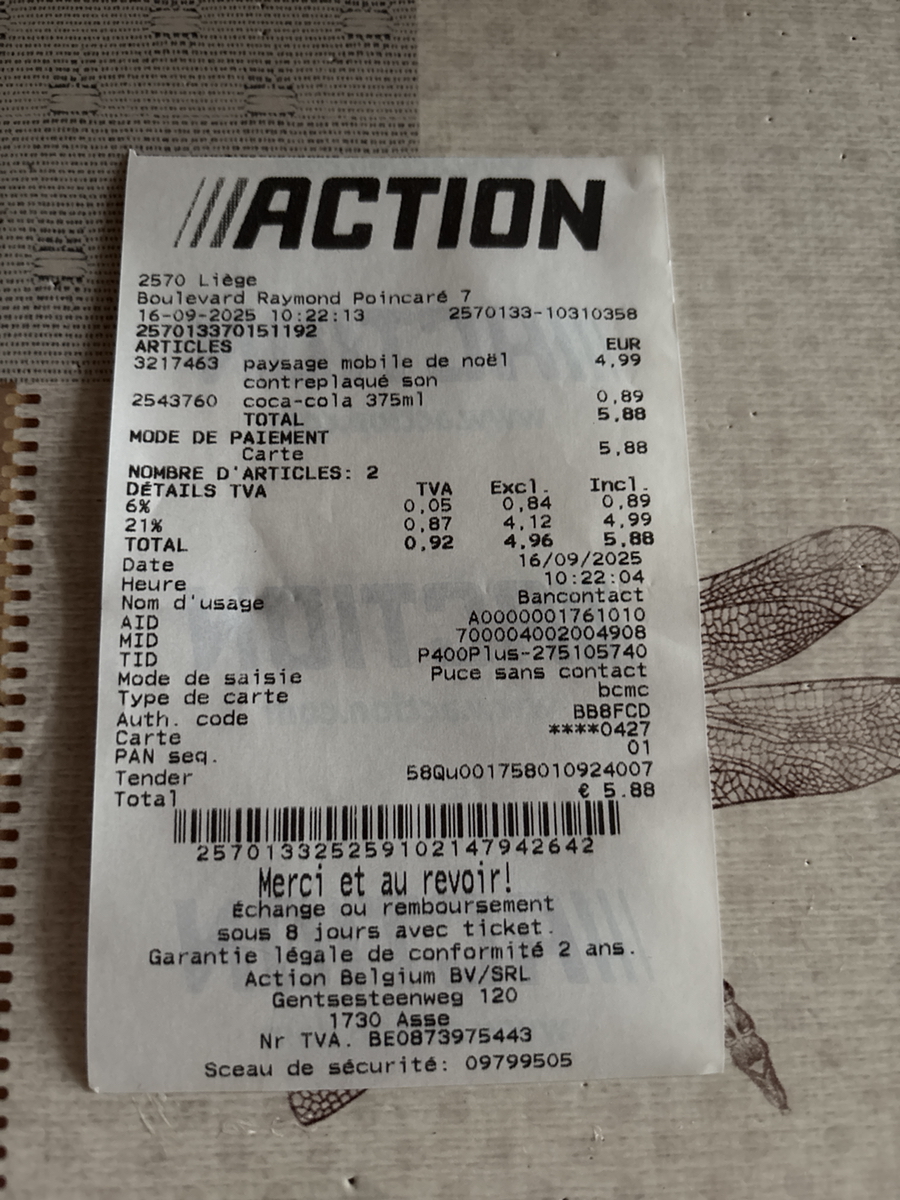 ///ACTION
2570 Liège
Boulevard Raymond Poincaré 7
16-09-2025 10:22:13 2570133-10310358
257013370151192
ARTICLES EUR
3217463 paysage mobile de noël 4,99
contreplaqué son
2543760 coca-cola 375ml 0,89
TOTAL 5,88
MODE DE PAIEMENT
Carte 5,88
NOMBRE D'ARTICLES: 2
DÉTAILS TVA TVA Excl. Incl.
6% 0,05 0,84 0,89
21% 0,87 4,12 4,99
TOTAL 0,92 4,96 5,88
Date 16/09/2025
Heure 10:22:04
Nom d'usage Bancontact
AID A0000001761010
MID 700004002004908
TID P400Plus-275105740
Mode de saisie Puce sans contact
Type de carte bcmc
Auth. code BB8FCD
Carte ****0427
PAN seq. 01
Tender 58Qu001758010924007
Total € 5.88
257013325259102147942642
Merci et au revoir!
Échange ou remboursement
sous 8 jours avec ticket.
Garantie légale de conformité 2 ans.
Action Belgium BV/SRL
Gentsesteenweg 120
1730 Asse
Nr TVA. BE0873975443
Sceau de sécurité: 09799505